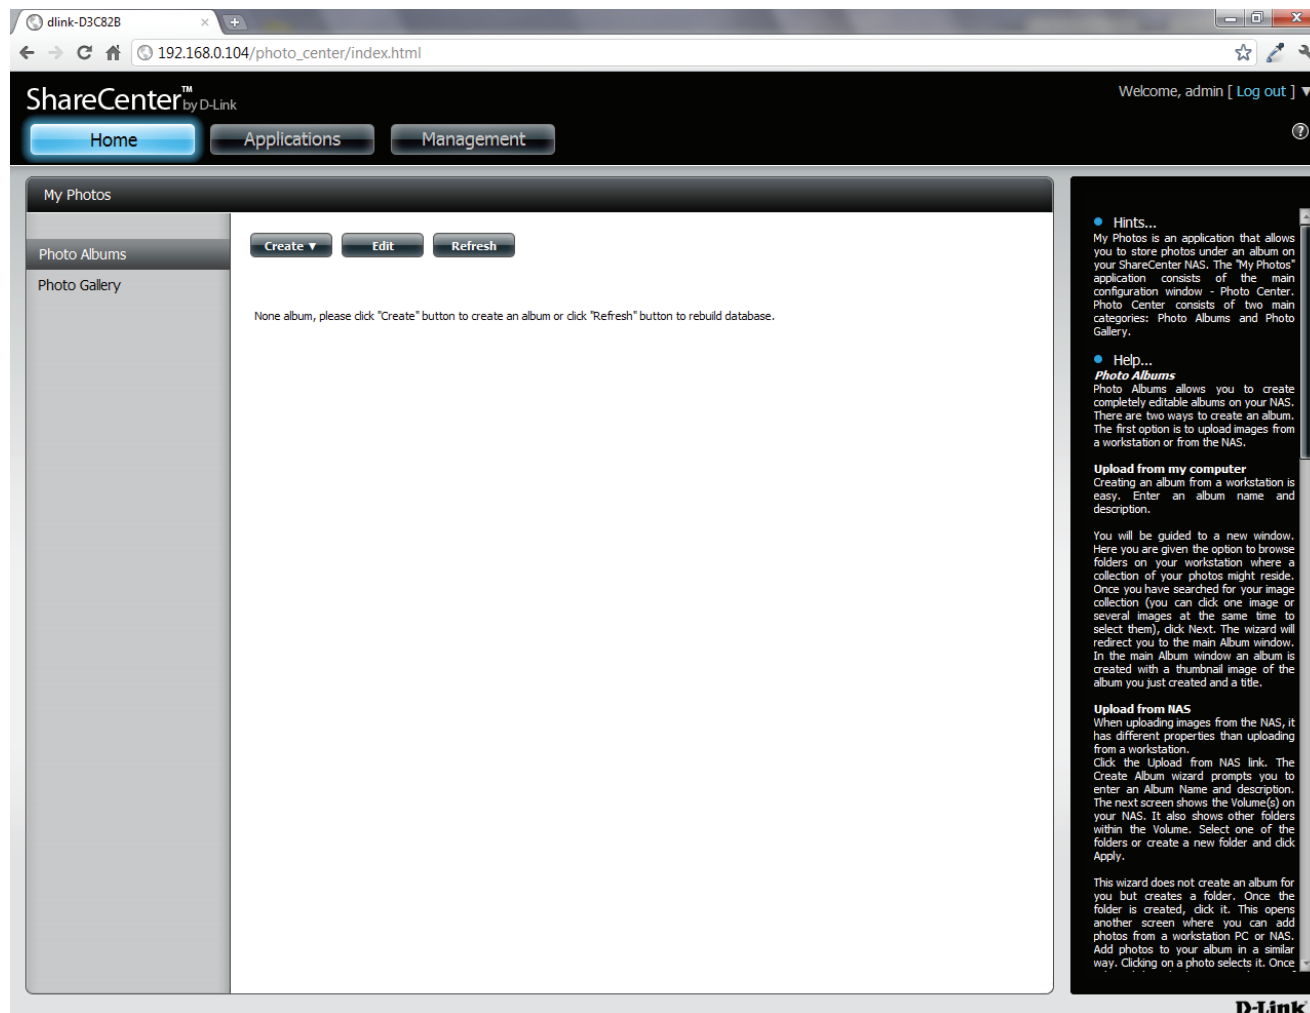 dlink-D3C82B
192.168.0.104/photo_center/index.html
ShareCenter™ by D-Link
Welcome, admin [ Log out ] ▼
Home
Applications
Management
My Photos
Photo Albums
Photo Gallery
Create ▼
Edit
Refresh
None album, please click "Create" button to create an album or click "Refresh" button to rebuild database.
Hints...
My Photos is an application that allows
you to store photos under an album on
your ShareCenter NAS. The "My Photos"
application consists of the main
configuration window - Photo Center.
Photo Center consists of two main
categories: Photo Albums and Photo
Gallery.
Help...
Photo Albums
Photo Albums allows you to create
completely editable albums on your NAS.
There are two ways to create an album.
The first option is to upload images from
a workstation or from the NAS.
Upload from my computer
Creating an album from a workstation is
easy. Enter an album name and
description.
You will be guided to a new window.
Here you are given the option to browse
folders on your workstation where a
collection of your photos might reside.
Once you have searched for your image
collection (you can click one image or
several images at the same time to
select them), click Next. The wizard will
redirect you to the main Album window.
In the main Album window an album is
created with a thumbnail image of the
album you just created and a title.
Upload from NAS
When uploading images from the NAS, it
has different properties than uploading
from a workstation.
Click the Upload from NAS link. The
Create Album wizard prompts you to
enter an Album Name and description.
The next screen shows the Volume(s) on
your NAS. It also shows other folders
within the Volume. Select one of the
folders or create a new folder and click
Apply.
This wizard does not create an album for
you but creates a folder. Once the
folder is created, click it. This opens
another screen where you can add
photos from a workstation PC or NAS.
Add photos to your album in a similar
way. Clicking on a photo selects it. Once
D-Link